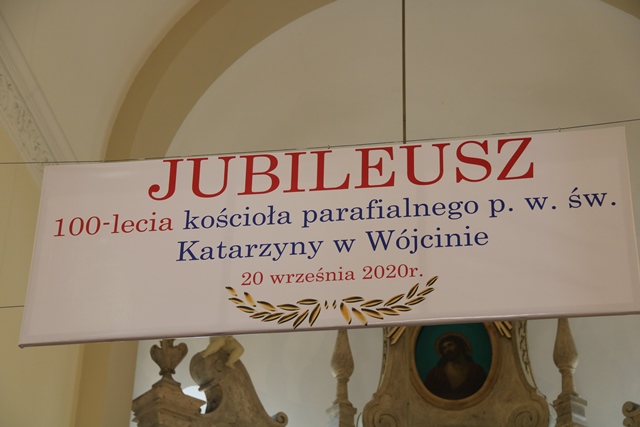 JUBILEUSZ
100-lecia kościoła parafialnego p. w. św.
Katarzyny w Wójcinie
20 września 2020r.